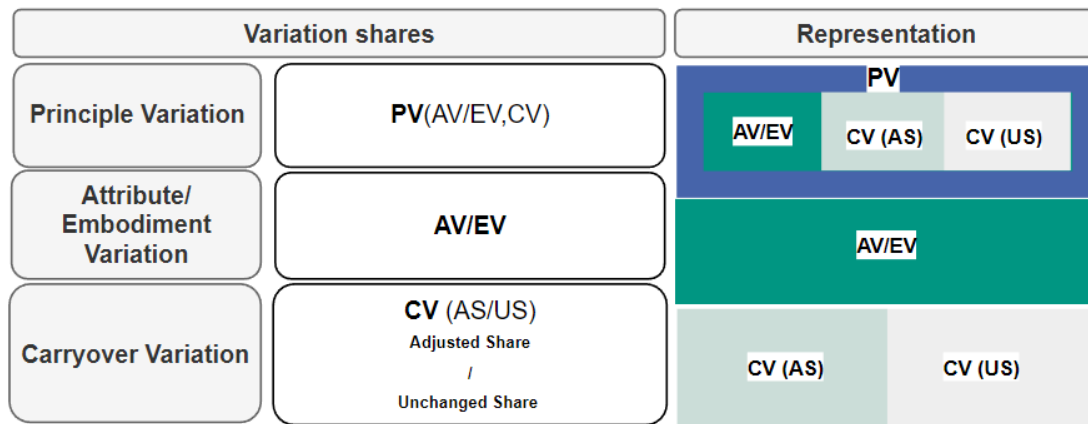 Variation shares
Representation
Principle Variation
PV(AV/EV,CV)
PV
AV/EV
CV (AS)
CV (US)
Attribute/
Embodiment
Variation
AV/EV
AV/EV
Carryover Variation
CV (AS/US)
Adjusted Share
/
Unchanged Share
CV (AS)
CV (US)